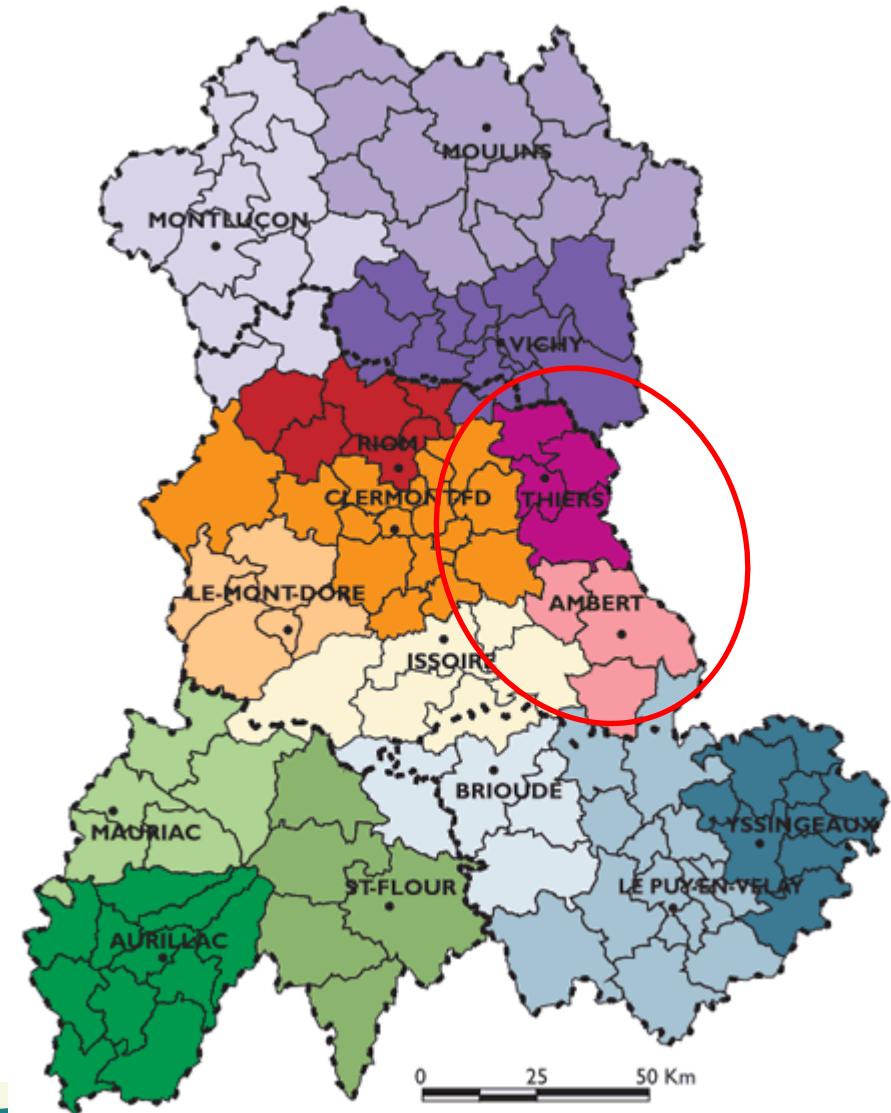 MOULINS
MONTLUCON
VICHY
RIOM
CLERMONT-FD
THIERS
LE-MONT-DORE
AMBERT
ISSOIRE
BRIOUDE
MAURIAC
YSSINGEAUX
ST-FLOUR
LE PUY-EN-VELAY
AURILLAC
0 25 50 Km